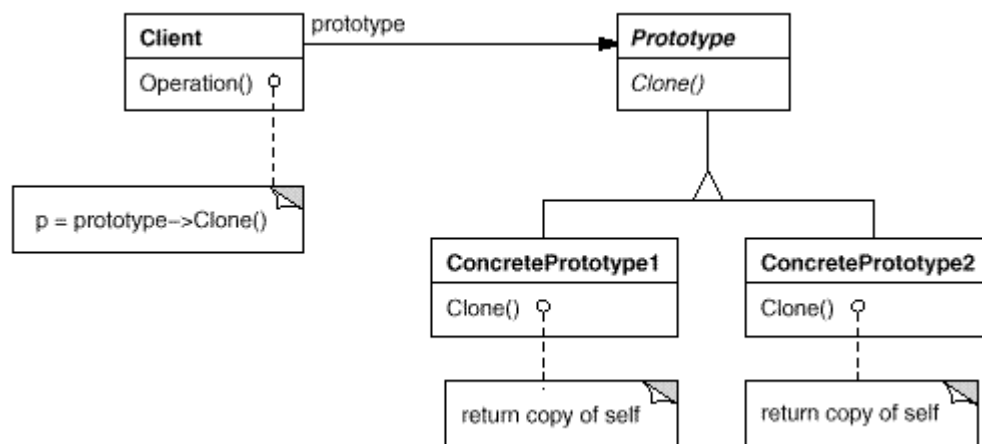 Client
prototype
Prototype
Operation()
Clone()
p = prototype–>Clone()
ConcretePrototype1
ConcretePrototype2
Clone()
Clone()
return copy of self
return copy of self